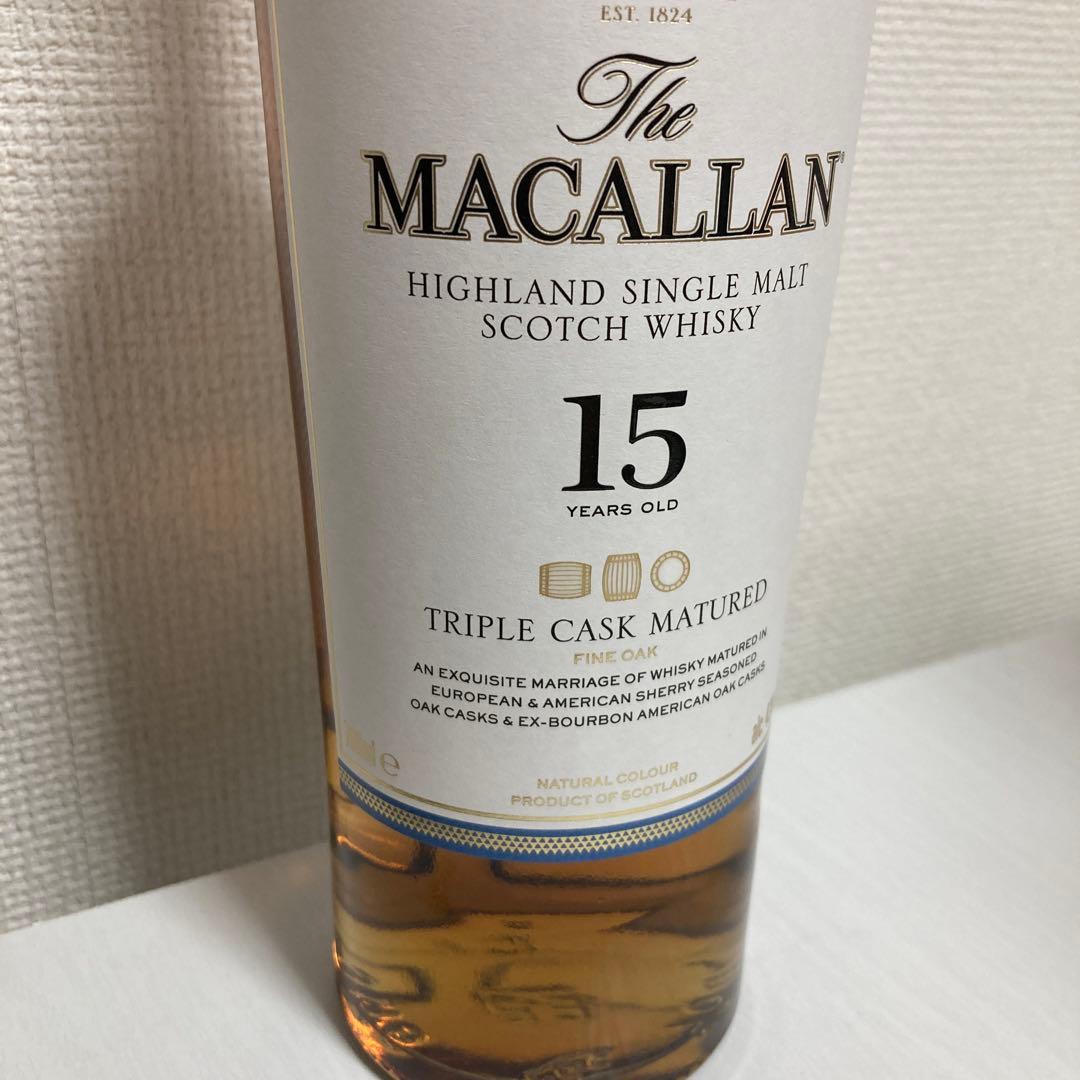 EST. 1824
The
MACALLAN
HIGHLAND SINGLE MALT
SCOTCH WHISKY
15
YEARS OLD
TRIPLE CASK MATURED
FINE OAK
AN EXQUISITE MARRIAGE OF WHISKY MATURED IN
EUROPEAN & AMERICAN SHERRY SEASONED
OAK CASKS & EX-BOURBON AMERICAN OAK CASKS
NATURAL COLOUR
PRODUCT OF SCOTLAND